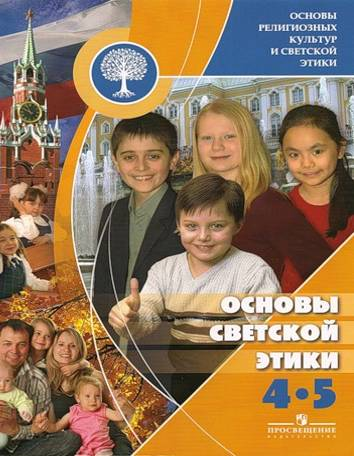 ОСНОВЫ
РЕЛИГИОЗНЫХ
КУЛЬТУР
И СВЕТСКОЙ
ЭТИКИ
ОСНОВЫ
СВЕТСКОЙ
ЭТИКИ
4•5
ПРОСВЕЩЕНИЕ
ИЗДАТЕЛЬСТВО